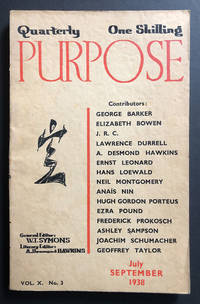 Quarterly One Shilling
PURPOSE
Contributors:
GEORGE BARKER
ELIZABETH BOWEN
J. R. C.
LAWRENCE DURRELL
A. DESMOND HAWKINS
ERNST LEONARD
HANS LOEWALD
NEIL MONTGOMERY
ANAÏS NIN
HUGH GORDON PORTEUS
EZRA POUND
FREDERICK PROKOSCH
ASHLEY SAMPSON
JOACHIM SCHUMACHER
GEOFFREY TAYLOR
General Editor:
W.T. SYMONS
Literary Editor:
A. Desmond HAWKINS
July
SEPTEMBER
1938
VOL. X. No. 3